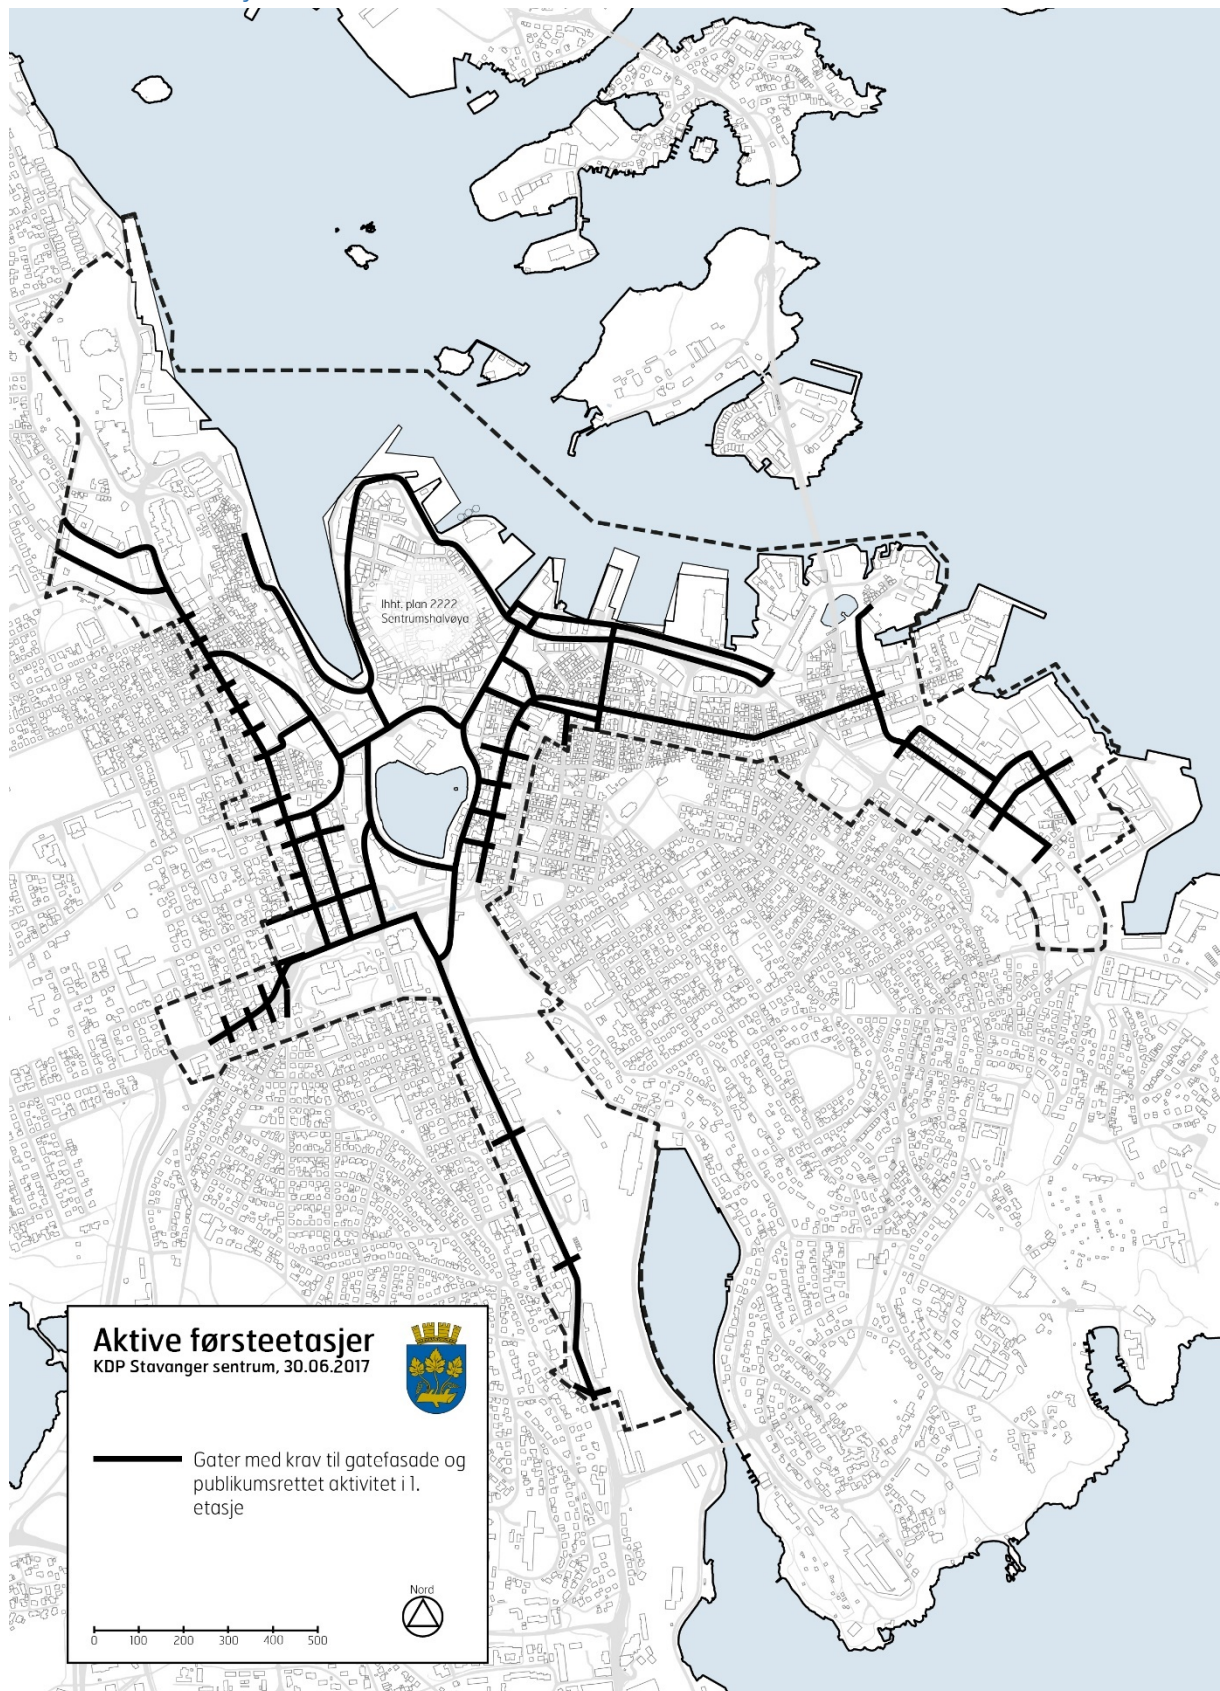 Ihht. plan 2222
Sentrumshalvøya
Aktive førsteetasjer
KDP Stavanger sentrum, 30.06.2017
Gater med krav til gatefasade og
publikumsrettet aktivitet i 1.
etasje
Nord
0 100 200 300 400 500